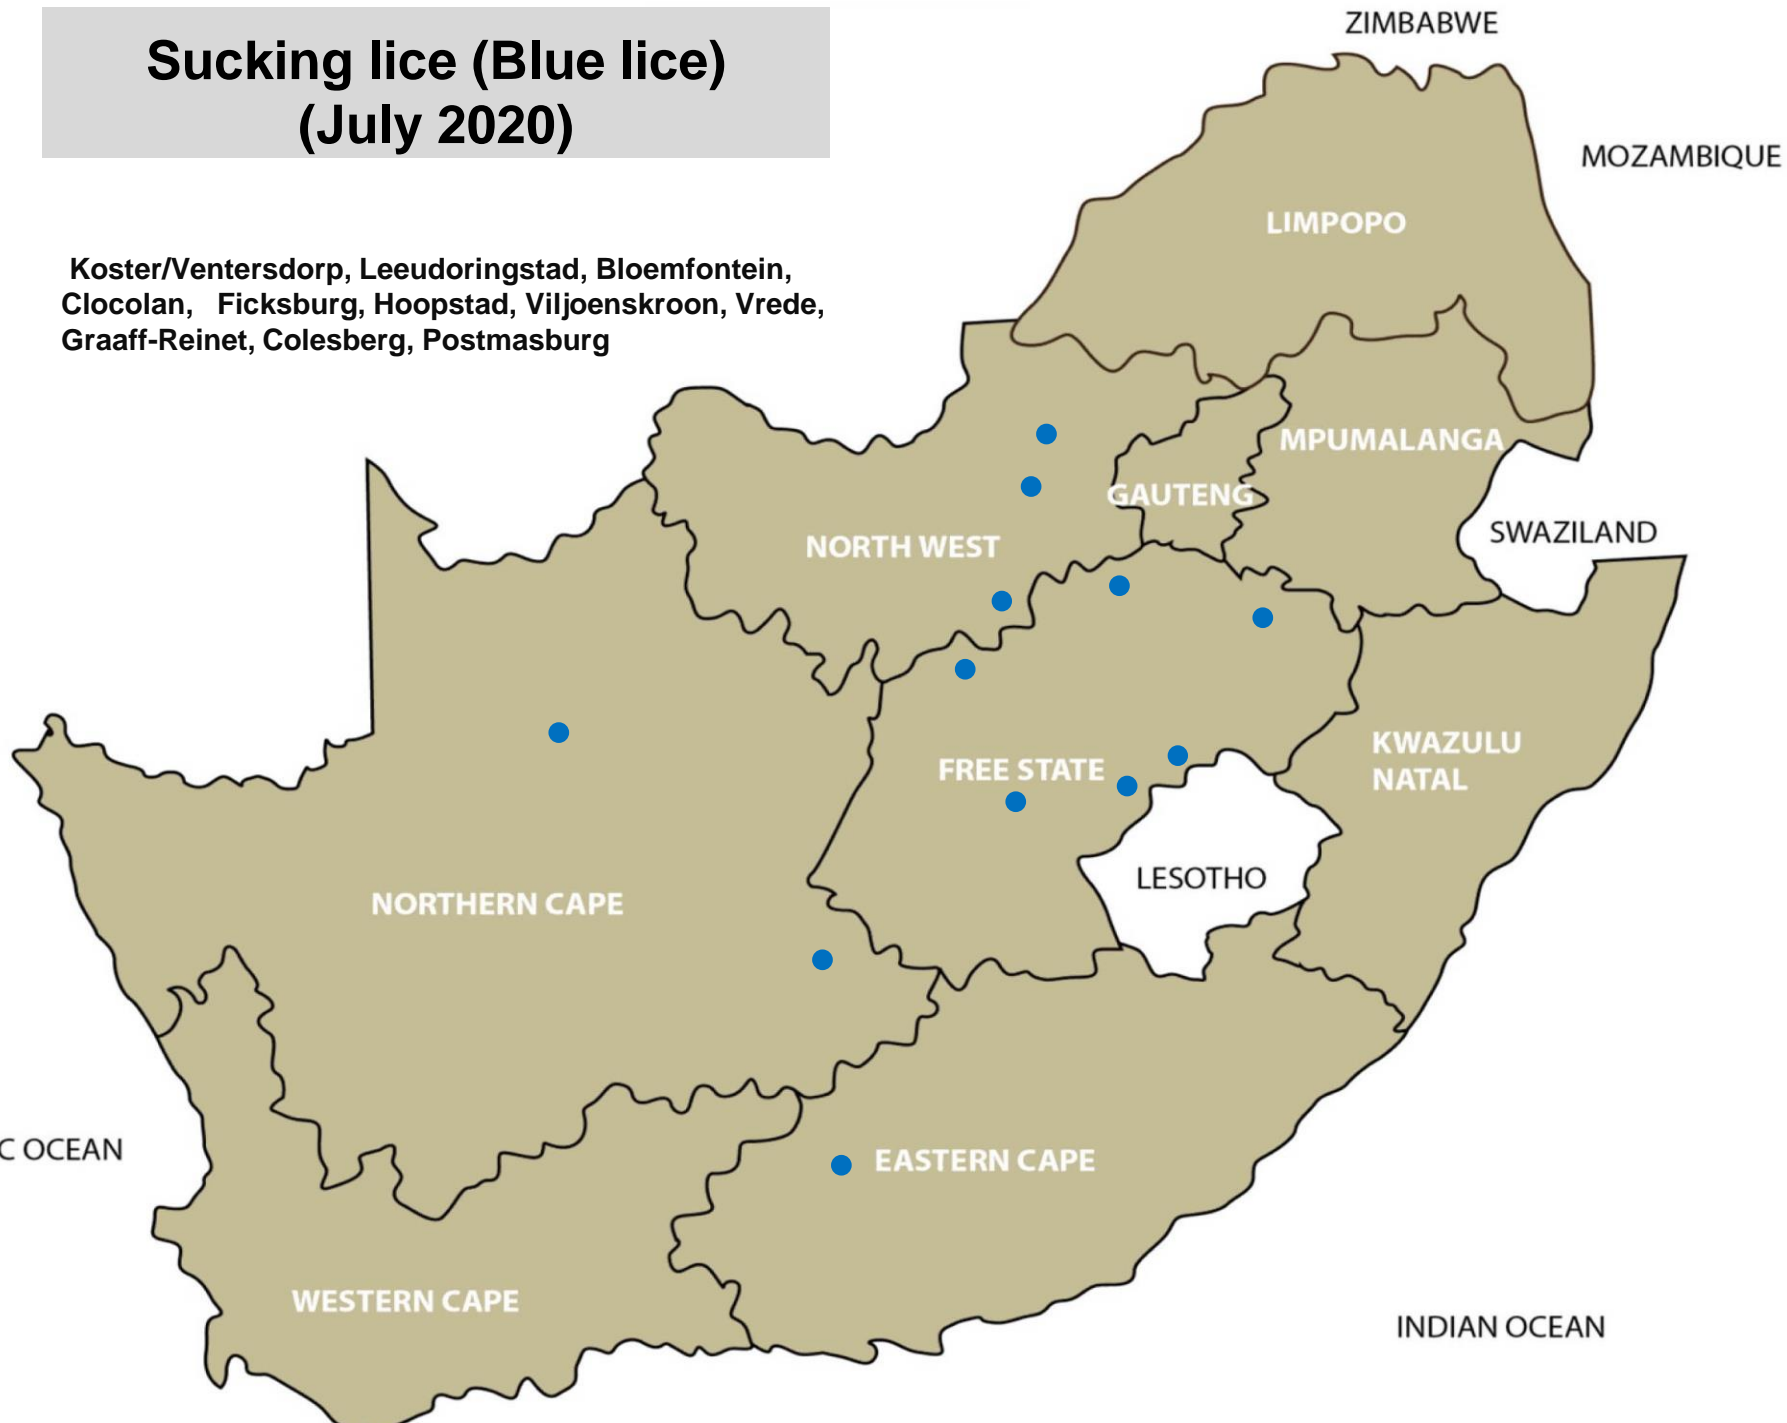 Sucking lice (Blue lice)
(July 2020)
Koster/Ventersdorp, Leeudoringstad, Bloemfontein,
Clocolan, Ficksburg, Hoopstad, Viljoenskroon, Vrede,
Graaff-Reinet, Colesberg, Postmasburg
ZIMBABWE
MOZAMBIQUE
LIMPOPO
MPUMALANGA
GAUTENG
SWAZILAND
NORTH WEST
KWAZULU
NATAL
FREE STATE
LESOTHO
NORTHERN CAPE
C OCEAN
EASTERN CAPE
WESTERN CAPE
INDIAN OCEAN